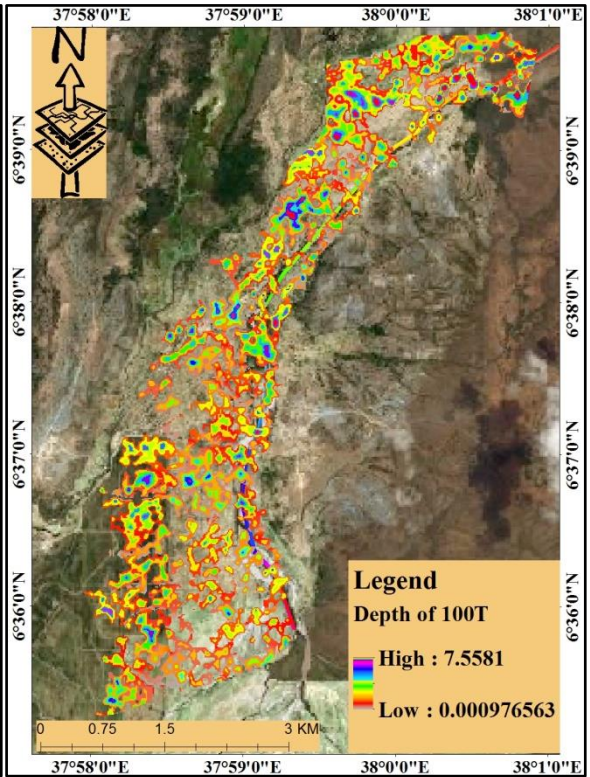 37°58'0"E 37°59'0"E 38°0'0"E 38°1'0"E
N
6°39'0"N 6°39'0"N
6°38'0"N 6°38'0"N
6°37'0"N 6°37'0"N
6°36'0"N 6°36'0"N
Legend
Depth of 100T
High : 7.5581
Low : 0.000976563
0 0.75 1.5 3 KM
37°58'0"E 37°59'0"E 38°0'0"E 38°1'0"E